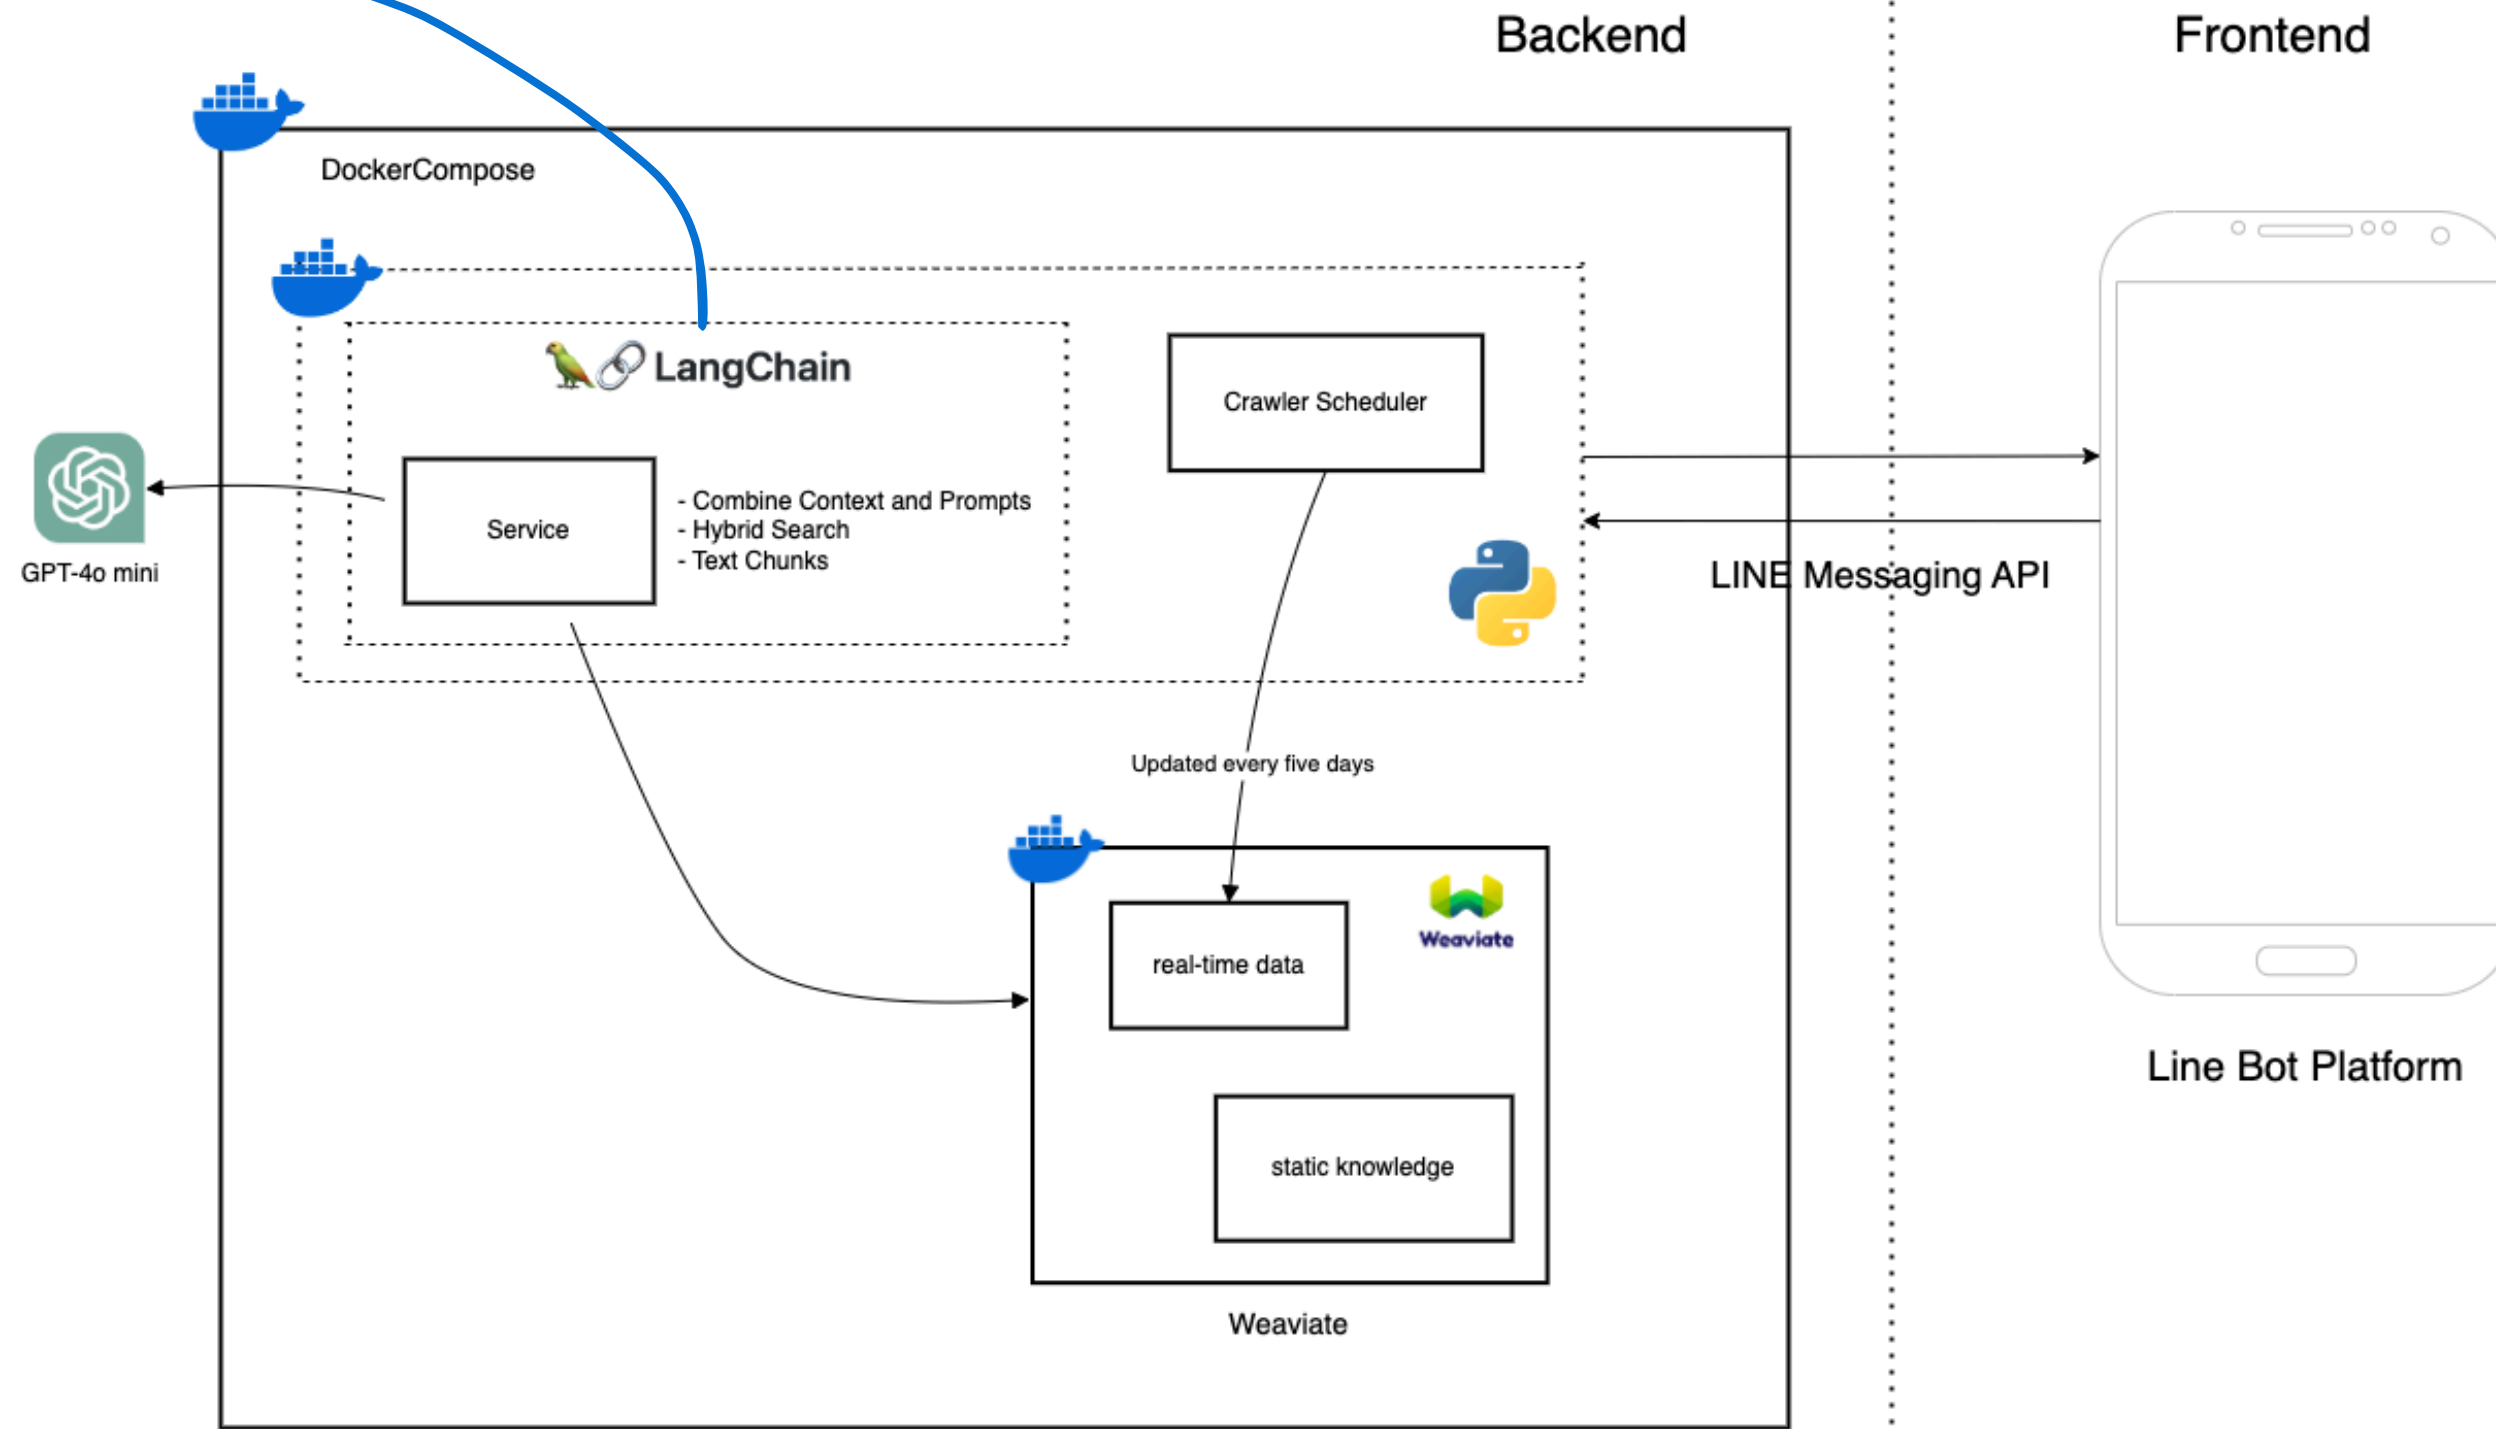 Backend
Frontend
DockerCompose
LangChain
Crawler Scheduler
Service
- Combine Context and Prompts
- Hybrid Search
- Text Chunks
GPT-4o mini
LINE Messaging API
Updated every five days
Weaviate
real-time data
static knowledge
Weaviate
Line Bot Platform